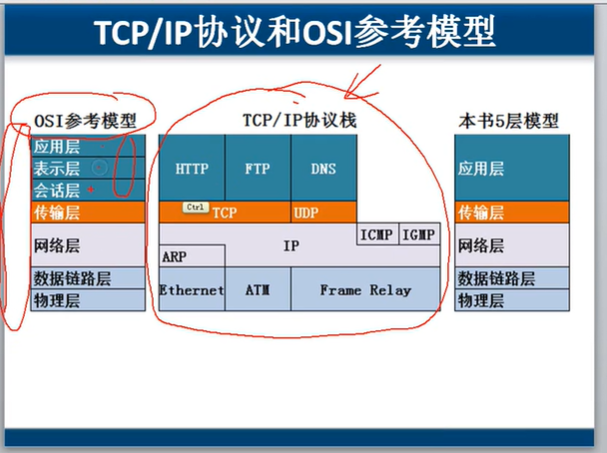 TCP/IP协议和OSI参考模型
OSI参考模型
应用层
表示层
会话层
传输层
网络层
数据链路层
物理层
TCP/IP协议栈
HTTP FTP DNS
Ctrl
TCP UDP
ICMP IGMP
IP
ARP
Ethernet ATM Frame Relay
本书5层模型
应用层
传输层
网络层
数据链路层
物理层